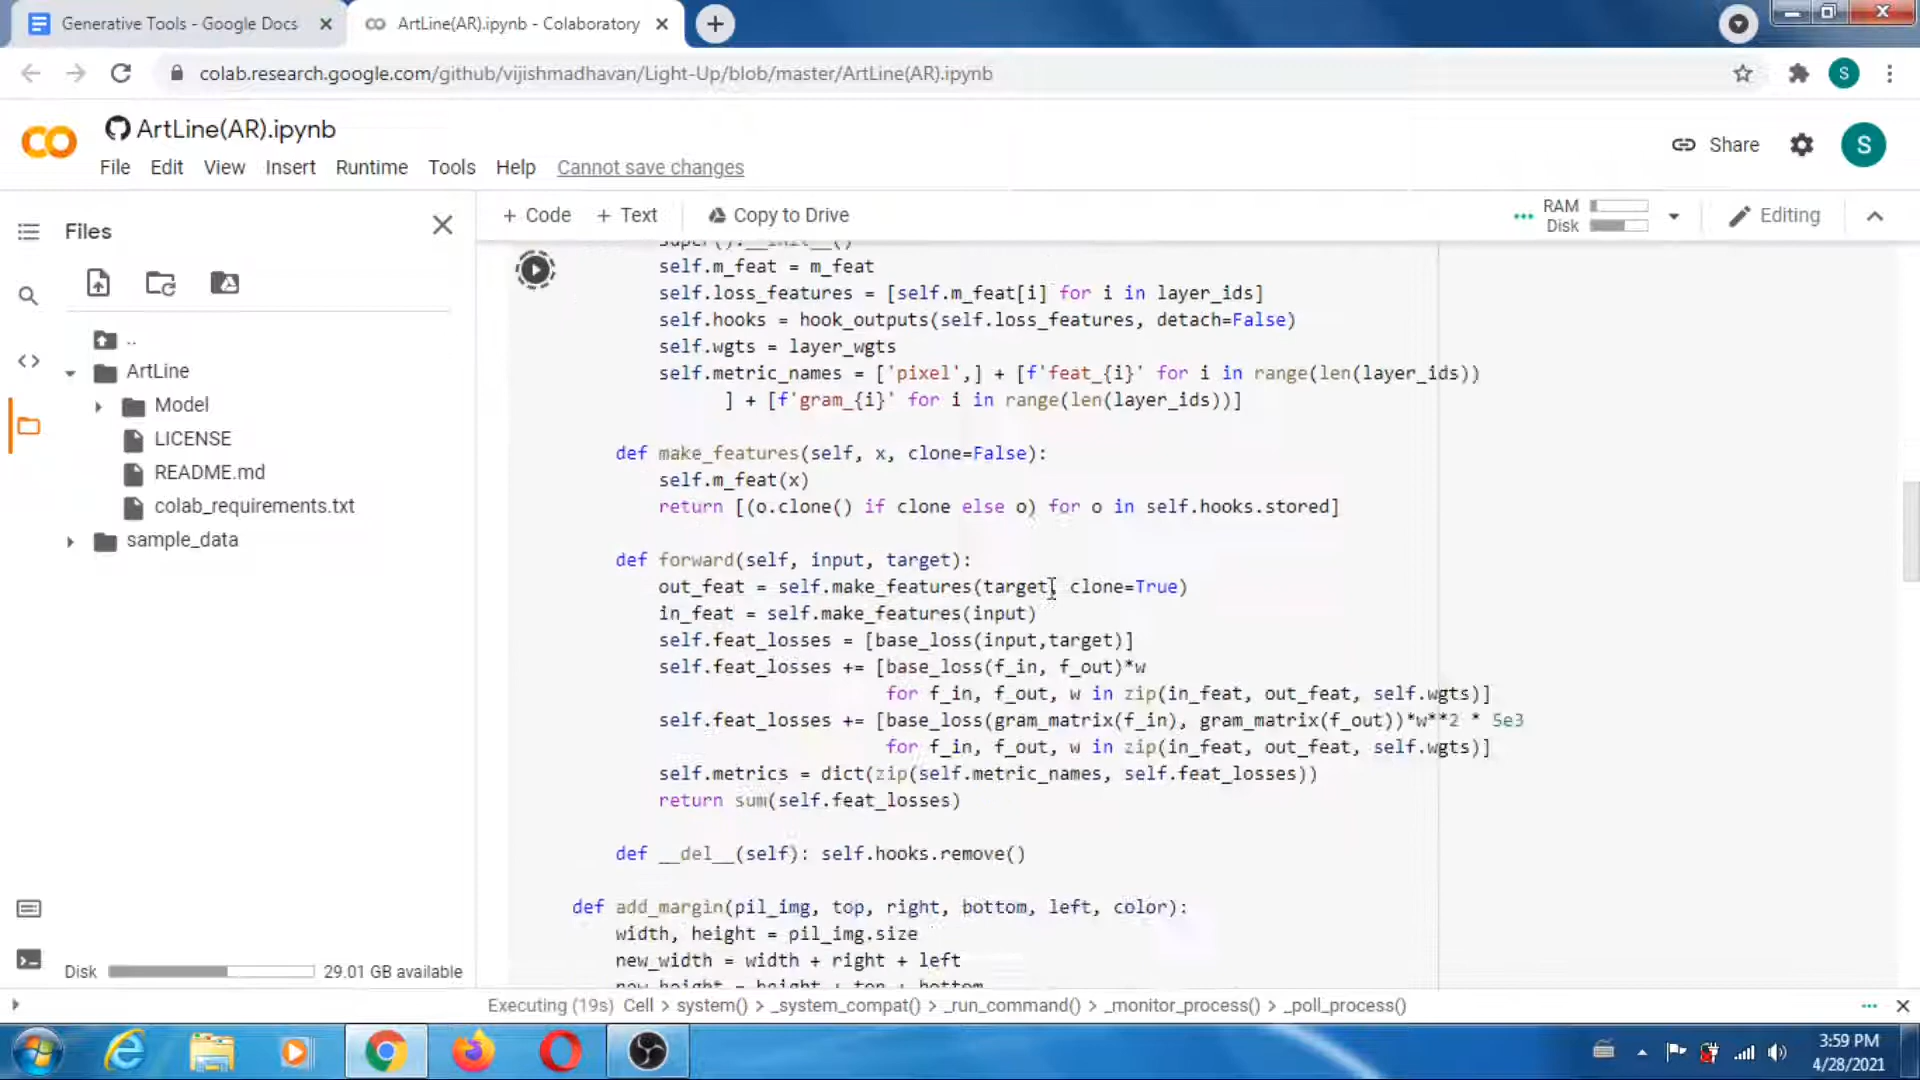 Generative Tools - Google Docs
ArtLine(AR).ipynb - Colaboratory
colab.research.google.com/github/vijishmadhavan/Light-Up/blob/master/ArtLine(AR).ipynb
S
CO
ArtLine(AR).ipynb
File Edit View Insert Runtime Tools Help Cannot save changes
Share
S
Files
+ Code + Text Copy to Drive
RAM
Disk
Editing
..
ArtLine
Model
LICENSE
README.md
colab_requirements.txt
sample_data
Disk 29.01 GB available
super().__init__()
self.m_feat = m_feat
self.loss_features = [self.m_feat[i] for i in layer_ids]
self.hooks = hook_outputs(self.loss_features, detach=False)
self.wgts = layer_wgts
self.metric_names = ['pixel',] + [f'feat_{i}' for i in range(len(layer_ids))
] + [f'gram_{i}' for i in range(len(layer_ids))]
def make_features(self, x, clone=False):
self.m_feat(x)
return [(o.clone() if clone else o) for o in self.hooks.stored]
def forward(self, input, target):
out_feat = self.make_features(target, clone=True)
in_feat = self.make_features(input)
self.feat_losses = [base_loss(input,target)]
self.feat_losses += [base_loss(f_in, f_out)*w
for f_in, f_out, w in zip(in_feat, out_feat, self.wgts)]
self.feat_losses += [base_loss(gram_matrix(f_in), gram_matrix(f_out))*w**2 * 5e3
for f_in, f_out, w in zip(in_feat, out_feat, self.wgts)]
self.metrics = dict(zip(self.metric_names, self.feat_losses))
return sum(self.feat_losses)
def __del__(self): self.hooks.remove()
def add_margin(pil_img, top, right, bottom, left, color):
width, height = pil_img.size
new_width = width + right + left
new_height = height + top + bottom
Executing (19s) Cell > system() > _system_compat() > _run_command() > _monitor_process() > _poll_process()
3:59 PM
4/28/2021